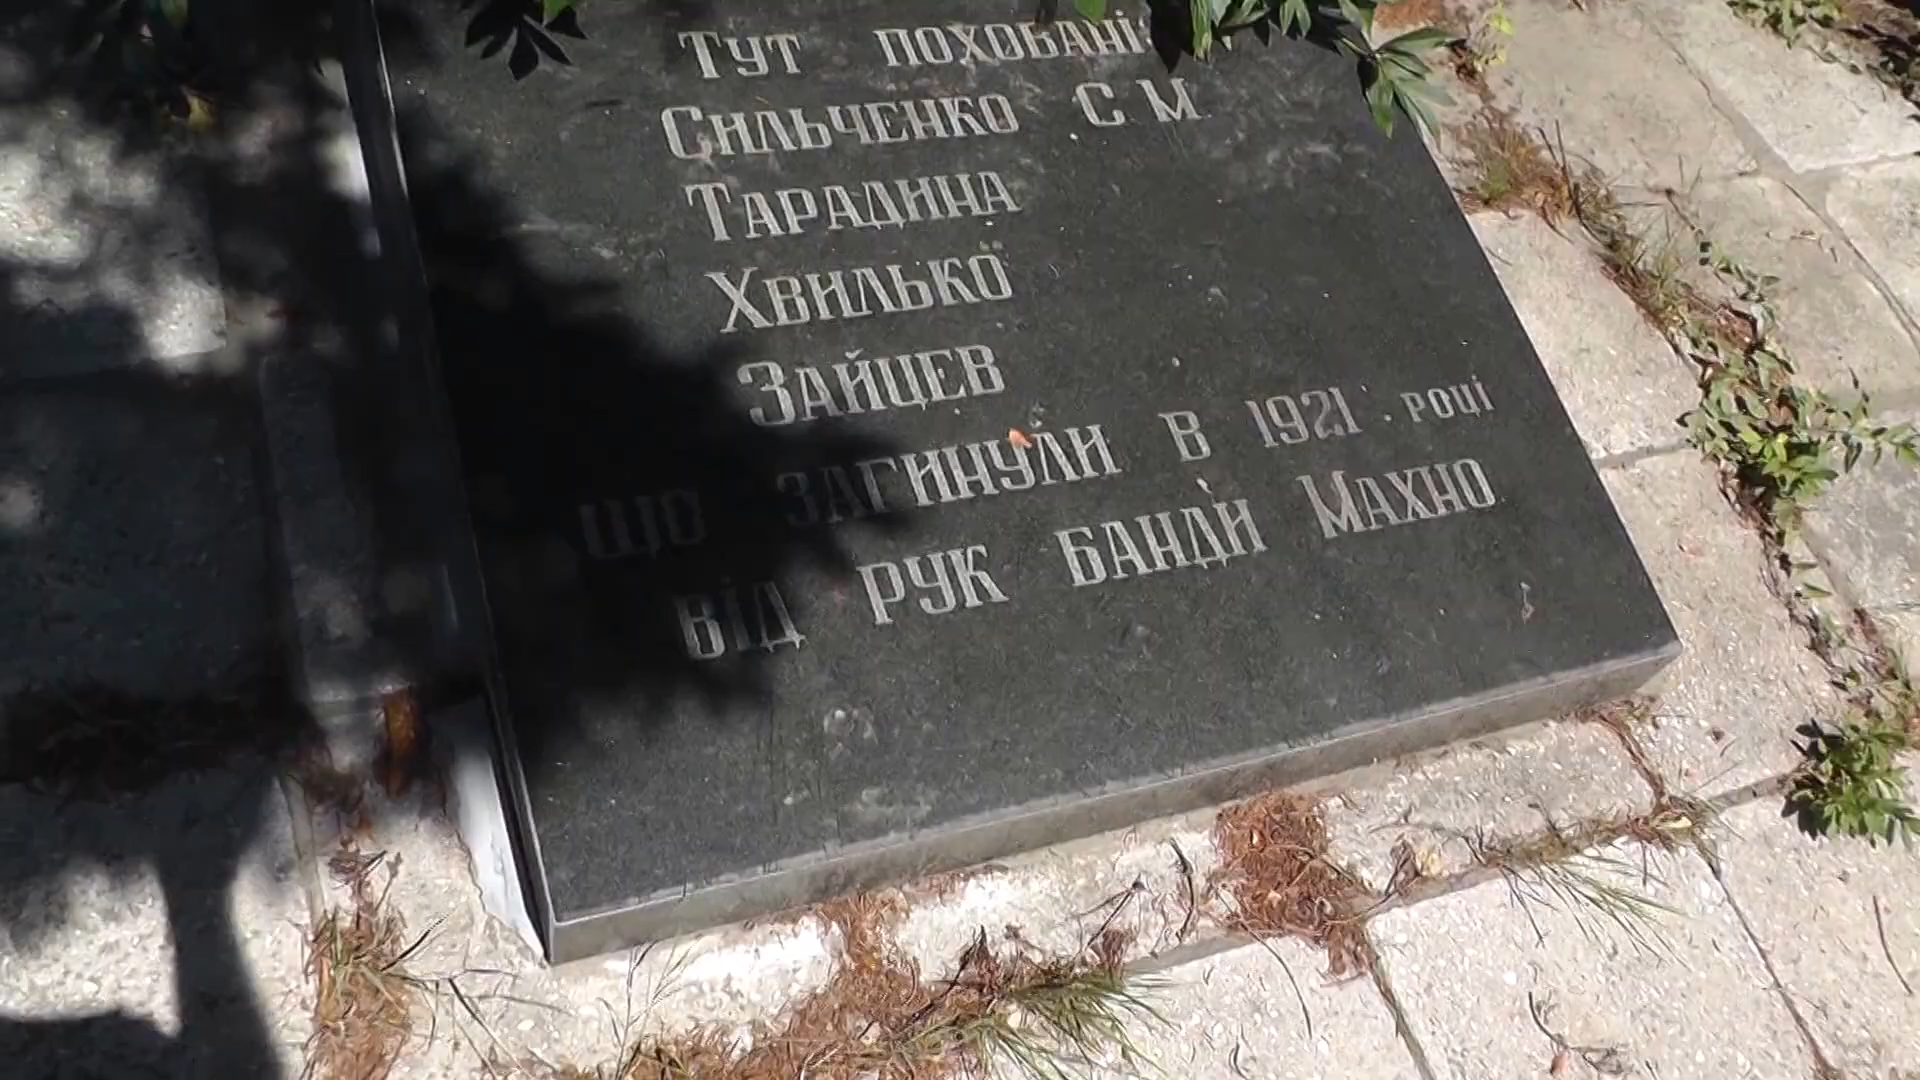 Тут поховані
Сильченко С.М.
Тарадина
Хвилько
Зайцев
що загинули в 1921 році
від рук банди Махно